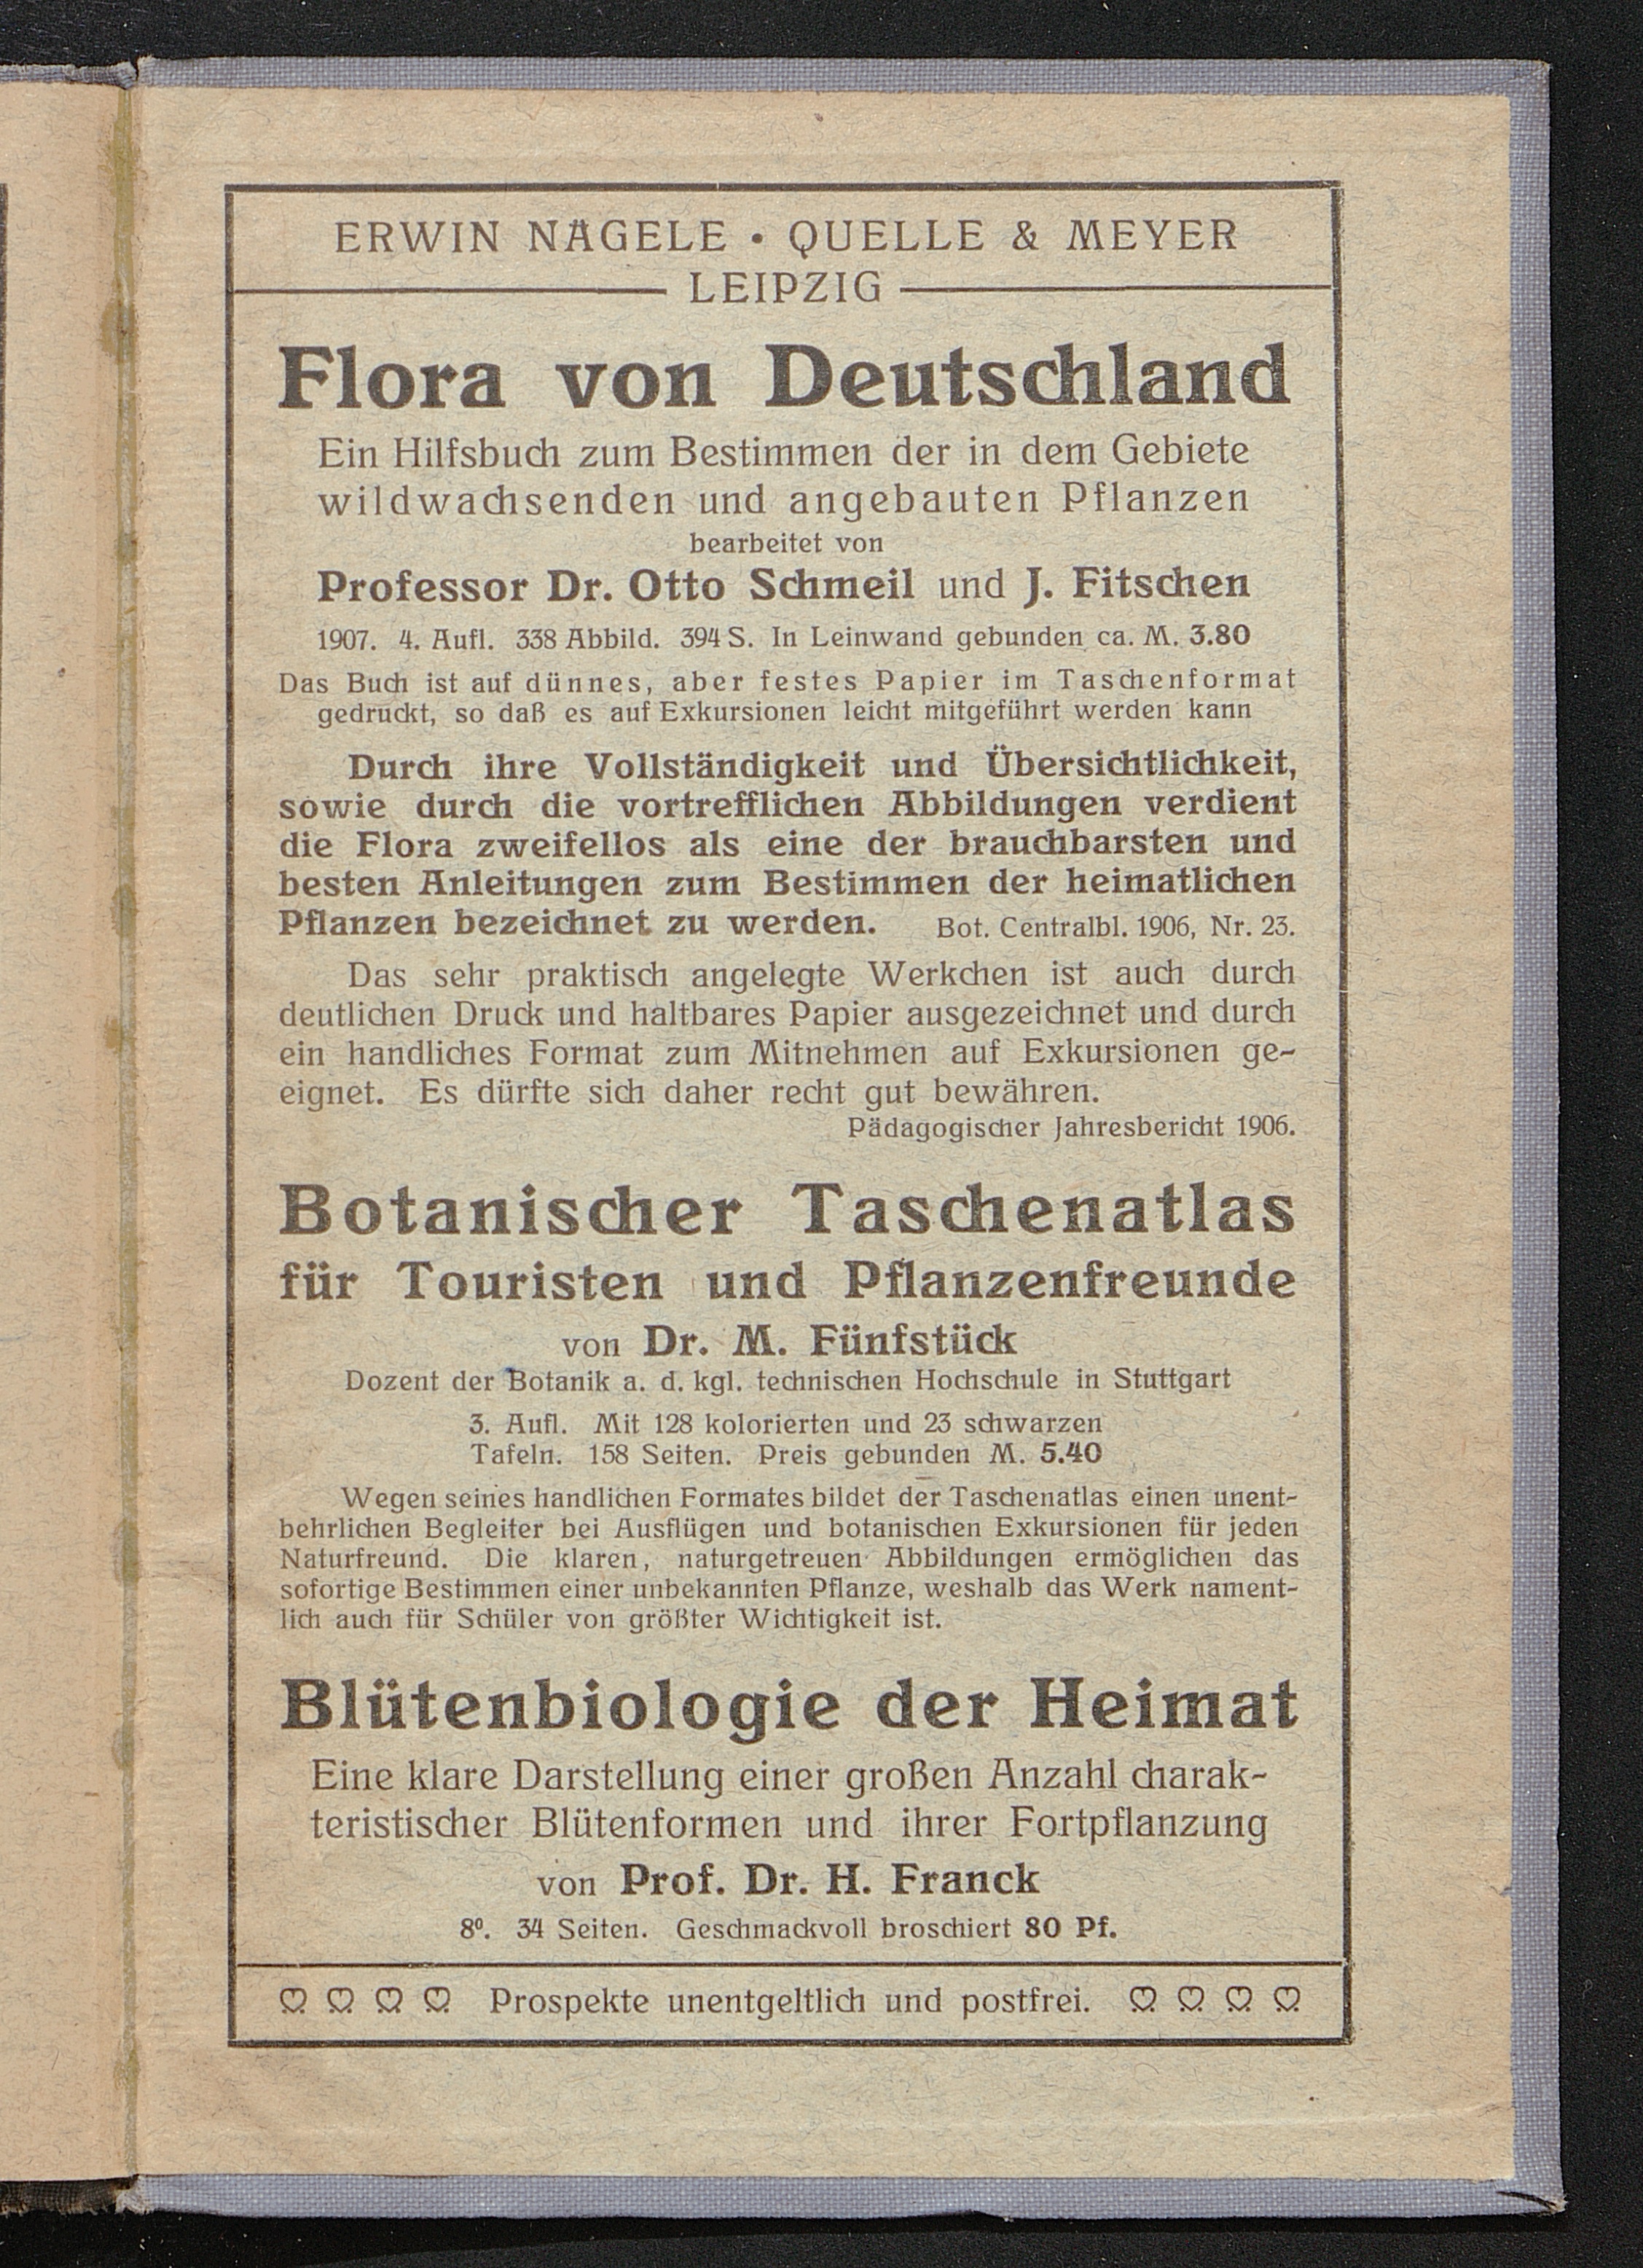 ERWIN NÄGELE • QUELLE & MEYER
LEIPZIG
Flora von Deutschland
Ein Hilfsbuch zum Bestimmen der in dem Gebiete
wildwachsenden und angebauten Pflanzen
bearbeitet von
Professor Dr. Otto Schmeil und J. Fitschen
1907. 4. Aufl. 338 Abbild. 394 S. In Leinwand gebunden ca. M. 3.80
Das Buch ist auf dünnes, aber festes Papier im Taschenformat
gedruckt, so daß es auf Exkursionen leicht mitgeführt werden kann
Durch ihre Vollständigkeit und Übersichtlichkeit,
sowie durch die vortrefflichen Abbildungen verdient
die Flora zweifellos als eine der brauchbarsten und
besten Anleitungen zum Bestimmen der heimatlichen
Pflanzen bezeichnet zu werden. Bot. Centralbl. 1906, Nr. 23.
Das sehr praktisch angelegte Werkchen ist auch durch
deutlichen Druck und haltbares Papier ausgezeichnet und durch
ein handliches Format zum Mitnehmen auf Exkursionen ge-
eignet. Es dürfte sich daher recht gut bewähren.
Pädagogischer Jahresbericht 1906.
Botanischer Taschenatlas
für Touristen und Pflanzenfreunde
von Dr. M. Fünfstück
Dozent der Botanik a. d. kgl. technischen Hochschule in Stuttgart
3. Aufl. Mit 128 kolorierten und 23 schwarzen
Tafeln. 158 Seiten. Preis gebunden M. 5.40
Wegen seines handlichen Formates bildet der Taschenatlas einen unent-
behrlichen Begleiter bei Ausflügen und botanischen Exkursionen für jeden
Naturfreund. Die klaren, naturgetreuen Abbildungen ermöglichen das
sofortige Bestimmen einer unbekannten Pflanze, weshalb das Werk nament-
lich auch für Schüler von größter Wichtigkeit ist.
Blütenbiologie der Heimat
Eine klare Darstellung einer großen Anzahl charak-
teristischer Blütenformen und ihrer Fortpflanzung
von Prof. Dr. H. Franck
8º. 34 Seiten. Geschmackvoll broschiert 80 Pf.
Prospekte unentgeltlich und postfrei.